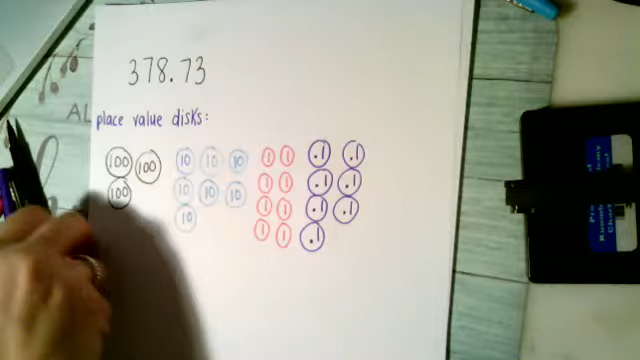 378.73
AL
place value disks:
100 100 10 10 10 1 1 .1 .1
100 10 10 10 1 1 .1 .1
10 1 1 .1 .1
1 1 .1